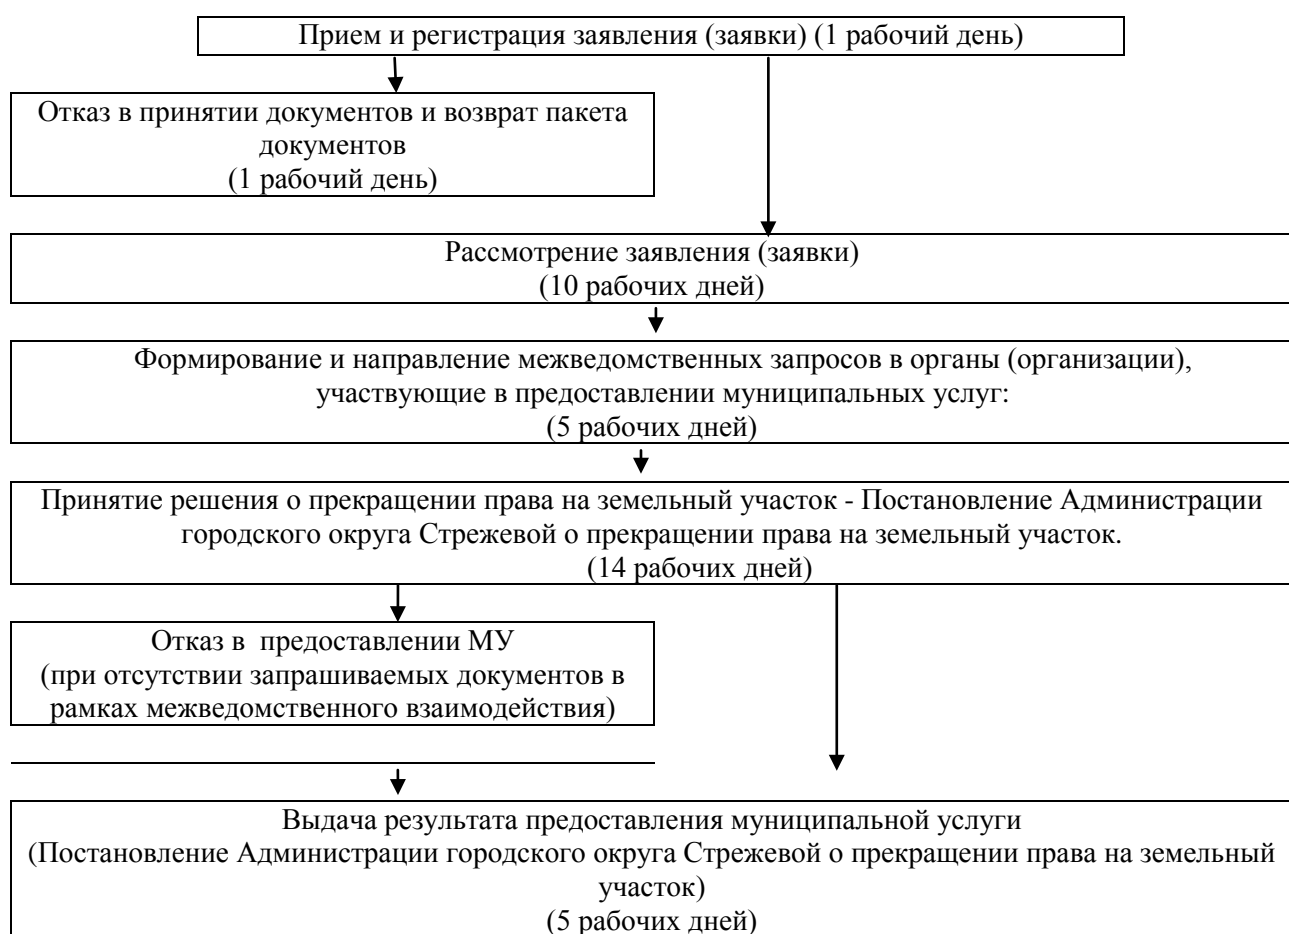 Прием и регистрация заявления (заявки) (1 рабочий день)
Отказ в принятии документов и возврат пакета
документов
(1 рабочий день)
Рассмотрение заявления (заявки)
(10 рабочих дней)
Формирование и направление межведомственных запросов в органы (организации),
участвующие в предоставлении муниципальных услуг:
(5 рабочих дней)
Принятие решения о прекращении права на земельный участок - Постановление Администрации
городского округа Стрежевой о прекращении права на земельный участок.
(14 рабочих дней)
Отказ в  предоставлении МУ
(при отсутствии запрашиваемых документов в
рамках межведомственного взаимодействия)
Выдача результата предоставления муниципальной услуги
(Постановление Администрации городского округа Стрежевой о прекращении права на земельный
участок)
(5 рабочих дней)